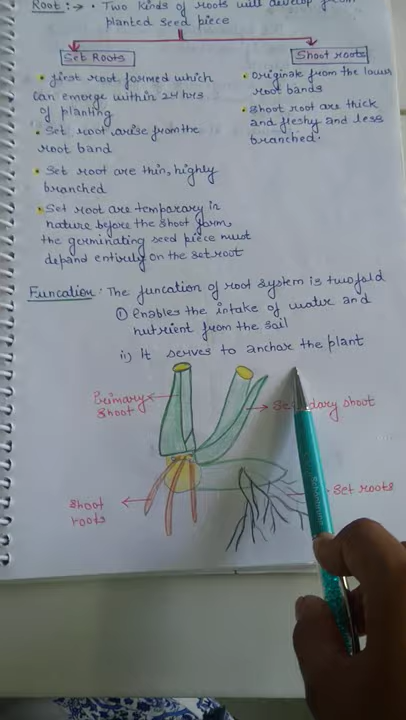 Root: → • Two kinds of roots will develop from
planted seed piece
Set Roots
• first root formed which
can emerge within 24 hrs
of planting
• Set root arise from the
root band
• Set root are thin, highly
branched
• Set root are temparary in
nature before the shoot form,
the germinating seed piece must
depand entirely on the set root
Shoot roots
• originate from the lower
root bands
• Shoot root are thick
and fleshy and less
branched.
Funcation: The funcation of root system is twofold
① enables the intake of water and
nutrient from the soil
ii) It serves to anchor the plant
Primary
Shoot
Secondary shoot
Shoot
roots
Set roots